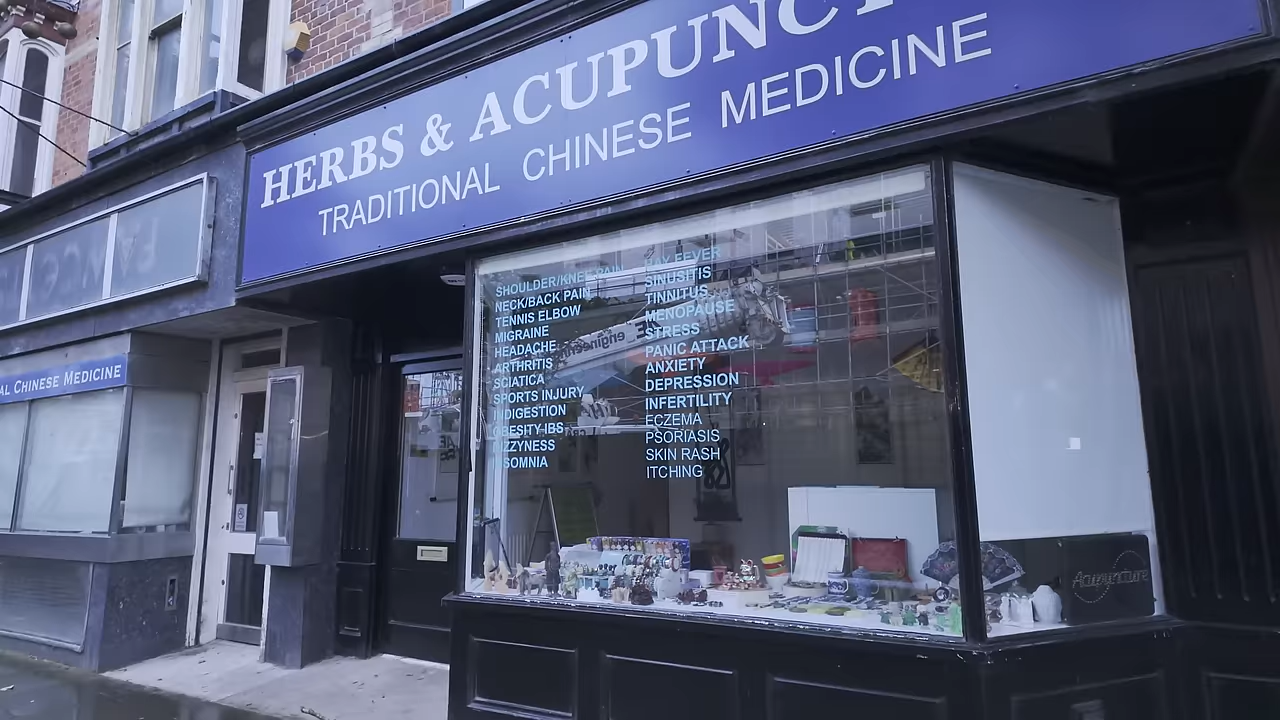 HERBS & ACUPUNCT
TRADITIONAL CHINESE MEDICINE
AL CHINESE MEDICINE
SHOULDER/KNEE PAIN
NECK/BACK PAIN
TENNIS ELBOW
MIGRAINE
HEADACHE
ARTHRITIS
SCIATICA
SPORTS INJURY
INDIGESTION
OBESITY IBS
DIZZYNESS
INSOMNIA
HAY FEVER
SINUSITIS
TINNITUS
MENOPAUSE
STRESS
PANIC ATTACK
ANXIETY
DEPRESSION
INFERTILITY
ECZEMA
PSORIASIS
SKIN RASH
ITCHING
Acupuncture